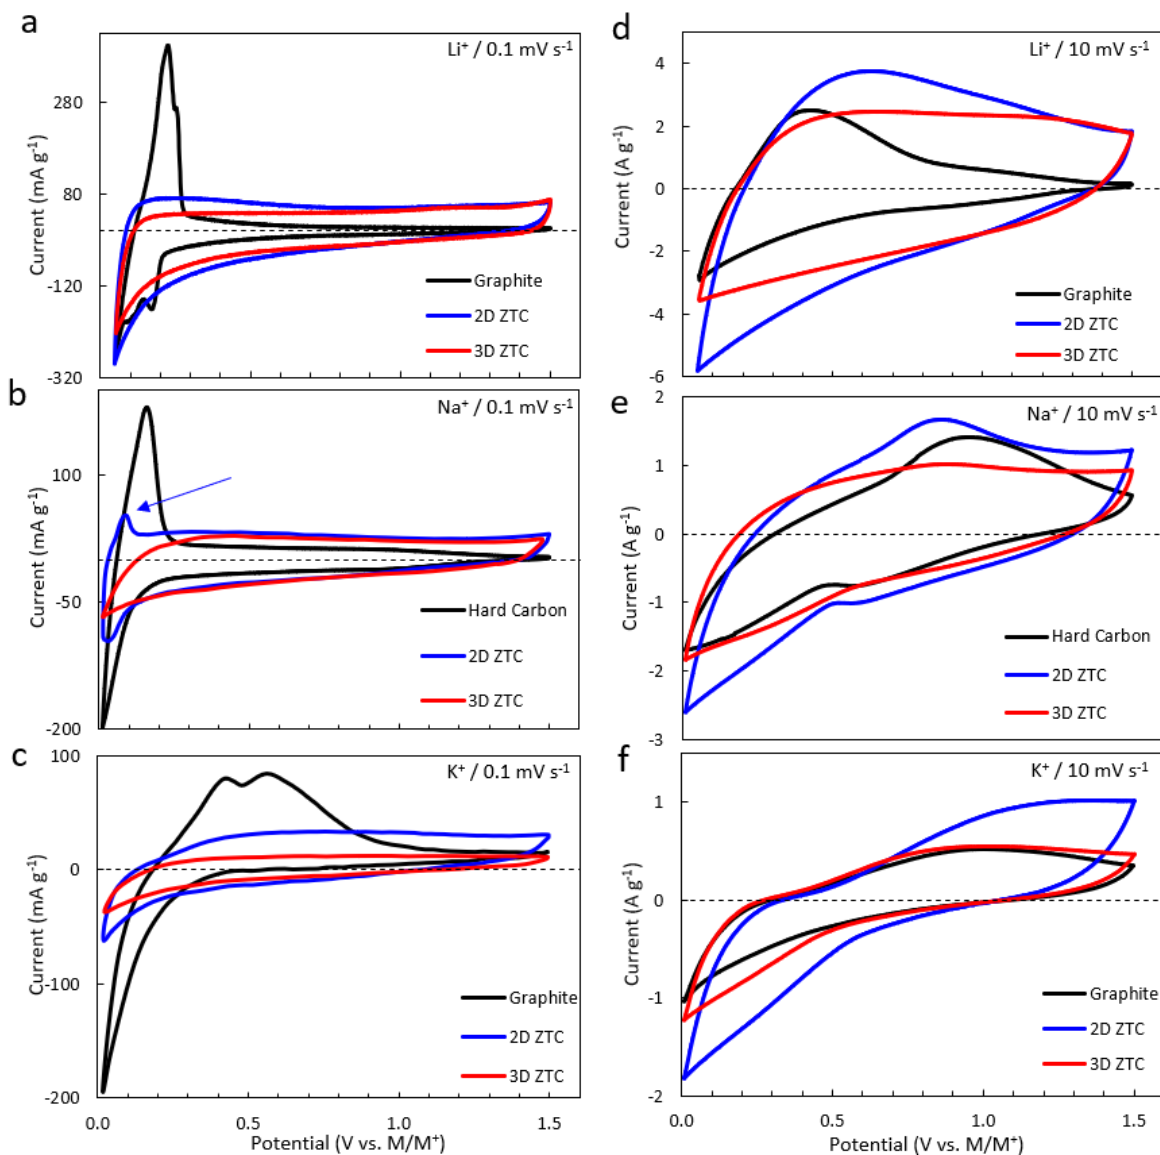 a
Li⁺ / 0.1 mV s⁻¹
280
80
-120
-320
Current (mA g⁻¹)
Graphite
2D ZTC
3D ZTC
b
Na⁺ / 0.1 mV s⁻¹
100
-50
-200
Current (mA g⁻¹)
Hard Carbon
2D ZTC
3D ZTC
c
K⁺ / 0.1 mV s⁻¹
100
0
-100
-200
Current (mA g⁻¹)
Graphite
2D ZTC
3D ZTC
0.0 0.5 1.0 1.5
Potential (V vs. M/M⁺)
d
Li⁺ / 10 mV s⁻¹
4
2
0
-2
-4
-6
Current (A g⁻¹)
Graphite
2D ZTC
3D ZTC
e
Na⁺ / 10 mV s⁻¹
2
1
0
-1
-2
-3
Current (A g⁻¹)
Hard Carbon
2D ZTC
3D ZTC
f
K⁺ / 10 mV s⁻¹
1
0
-1
-2
Current (A g⁻¹)
Graphite
2D ZTC
3D ZTC
0.0 0.5 1.0 1.5
Potential (V vs. M/M⁺)